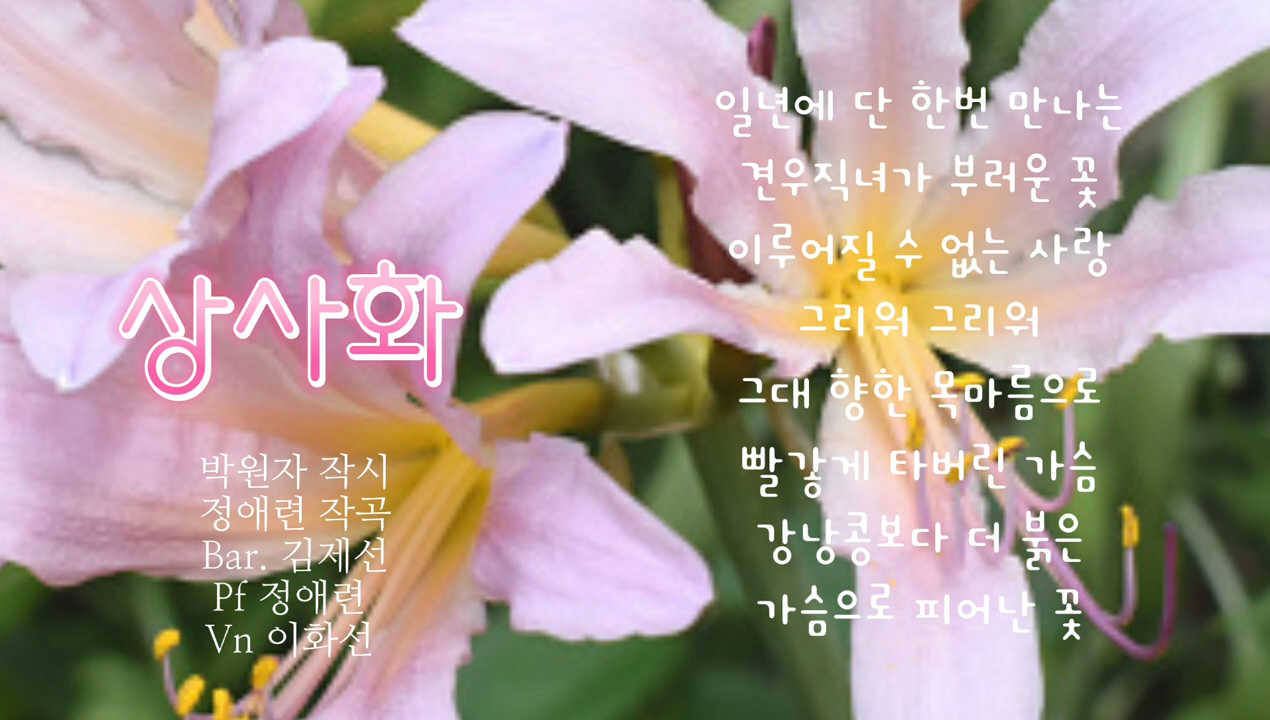 상사화
박원자 작시
정애련 작곡
Bar. 김제선
Pf 정애련
Vn 이화선
일년에 단 한번 만나는
견우직녀가 부러운 꽃
이루어질 수 없는 사랑
그리워 그리워
그대 향한 목마름으로
빨갛게 타버린 가슴
강낭콩보다 더 붉은
가슴으로 피어난 꽃